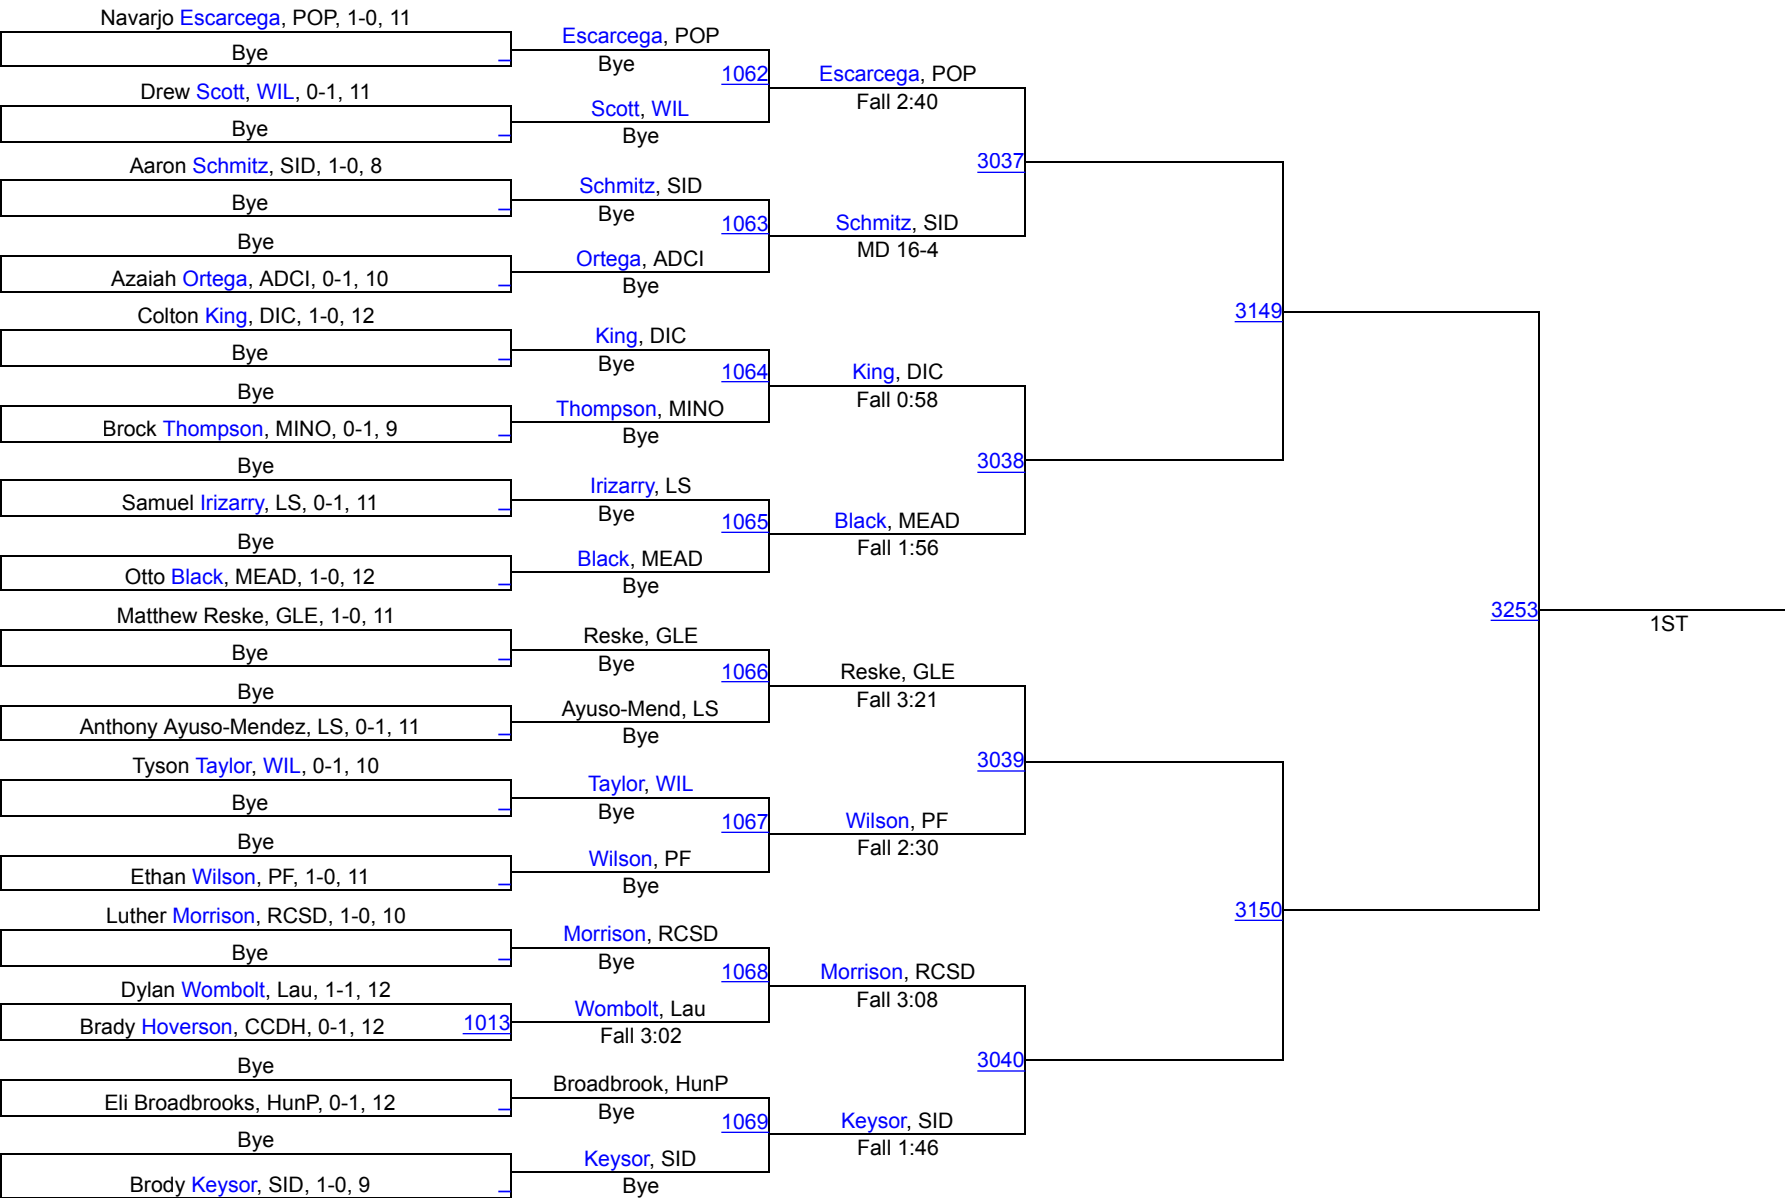 Navarjo Escarcega, POP, 1-0, 11
Bye
Drew Scott, WIL, 0-1, 11
Bye
Aaron Schmitz, SID, 1-0, 8
Bye
Bye
Azaiah Ortega, ADCI, 0-1, 10
Colton King, DIC, 1-0, 12
Bye
Bye
Brock Thompson, MINO, 0-1, 9
Bye
Samuel Irizarry, LS, 0-1, 11
Bye
Otto Black, MEAD, 1-0, 12
Matthew Reske, GLE, 1-0, 11
Bye
Bye
Anthony Ayuso-Mendez, LS, 0-1, 11
Tyson Taylor, WIL, 0-1, 10
Bye
Bye
Ethan Wilson, PF, 1-0, 11
Luther Morrison, RCSD, 1-0, 10
Bye
Dylan Wombolt, Lau, 1-1, 12
Brady Hoverson, CCDH, 0-1, 12 1013
Bye
Eli Broadbrooks, HunP, 0-1, 12
Bye
Brody Keysor, SID, 1-0, 9
Escarcega, POP
Bye
1062
Scott, WIL
Bye
Schmitz, SID
Bye
1063
Ortega, ADCI
Bye
King, DIC
Bye
1064
Thompson, MINO
Bye
Irizarry, LS
Bye
1065
Black, MEAD
Bye
Reske, GLE
Bye
1066
Ayuso-Mend, LS
Bye
Taylor, WIL
Bye
1067
Wilson, PF
Bye
Morrison, RCSD
Bye
1068
Wombolt, Lau
Fall 3:02
Broadbrook, HunP
Bye
1069
Keysor, SID
Bye
Escarcega, POP
Fall 2:40
3037
Schmitz, SID
MD 16-4
King, DIC
Fall 0:58
3038
Black, MEAD
Fall 1:56
Reske, GLE
Fall 3:21
3039
Wilson, PF
Fall 2:30
Morrison, RCSD
Fall 3:08
3040
Keysor, SID
Fall 1:46
3149
3150
3253
1ST